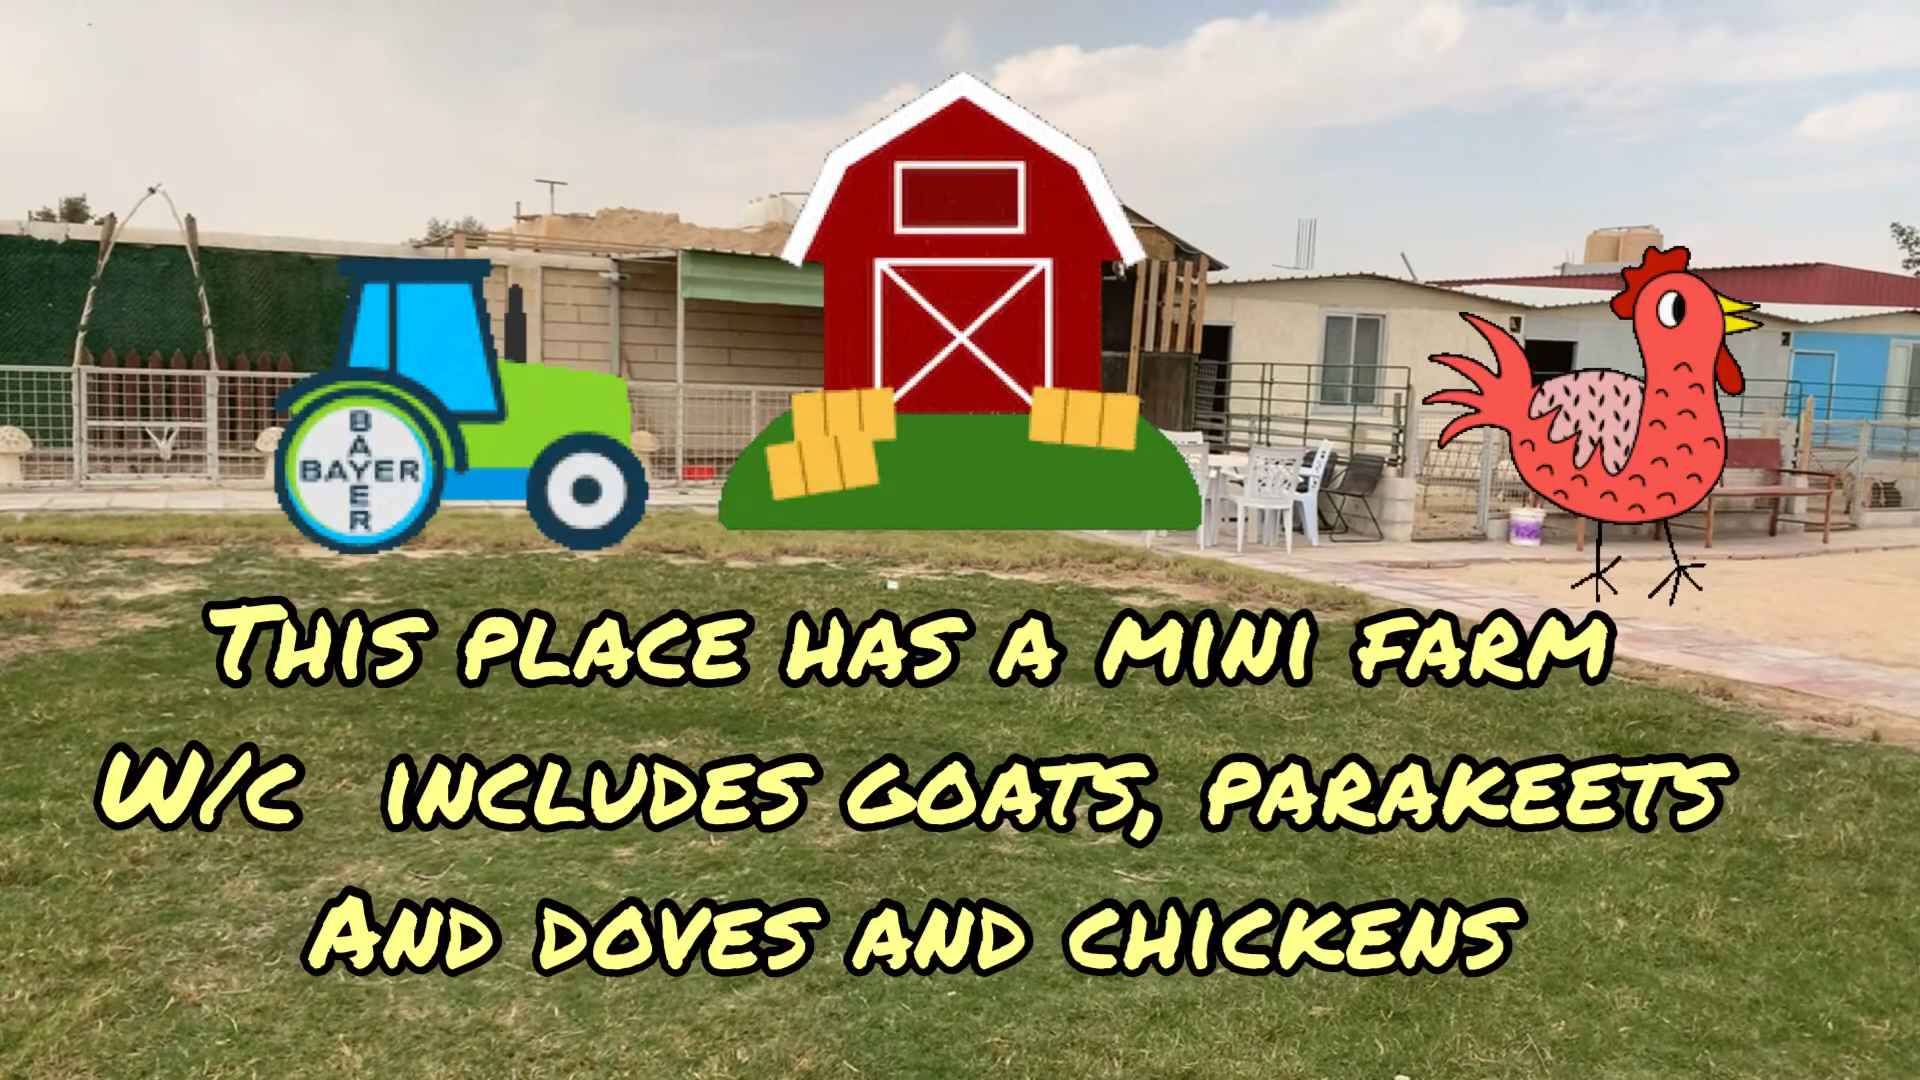 BAYER
BAYER
This place has a mini farm
W/c includes goats, parakeets
And doves and chickens